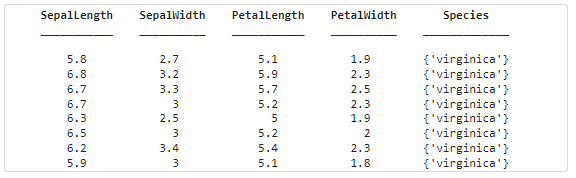 SepalLength SepalWidth PetalLength PetalWidth Species
5.8 2.7 5.1 1.9 {'virginica'}
6.8 3.2 5.9 2.3 {'virginica'}
6.7 3.3 5.7 2.5 {'virginica'}
6.7 3 5.2 2.3 {'virginica'}
6.3 2.5 5 1.9 {'virginica'}
6.5 3 5.2 2 {'virginica'}
6.2 3.4 5.4 2.3 {'virginica'}
5.9 3 5.1 1.8 {'virginica'}